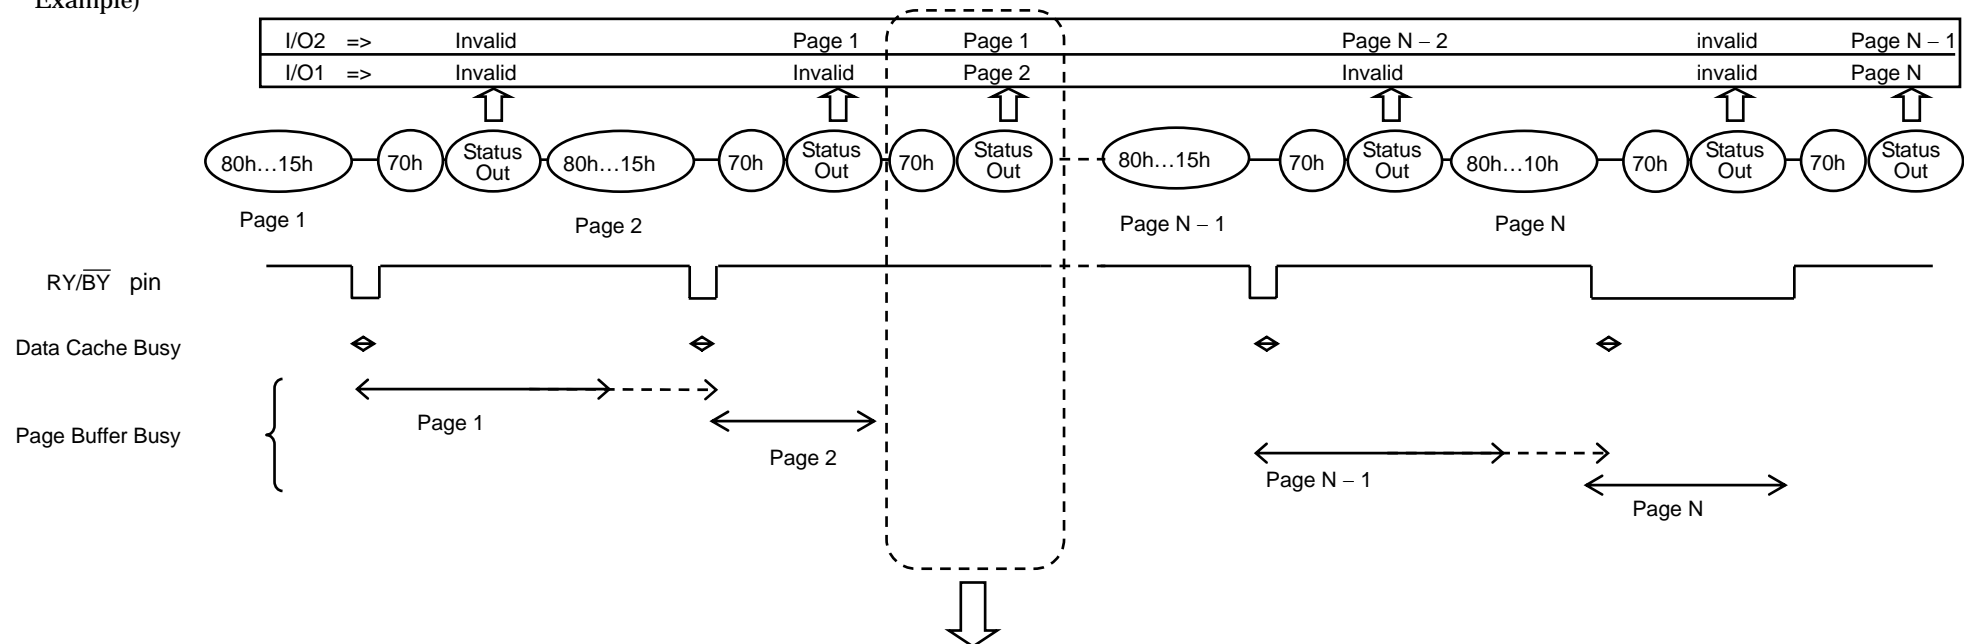 Example)
I/O2 => Invalid Page 1 Page 1 Page N – 2 invalid Page N – 1
I/O1 => Invalid Invalid Page 2 Invalid invalid Page N
80h…15h 70h Status Out 80h…15h 70h Status Out 70h Status Out 80h…15h 70h Status Out 80h…10h 70h Status Out 70h Status Out
Page 1 Page 2 Page N – 1 Page N
RY/B̅Y̅ pin
Data Cache Busy
Page Buffer Busy
Page 1
Page 2
Page N – 1
Page N